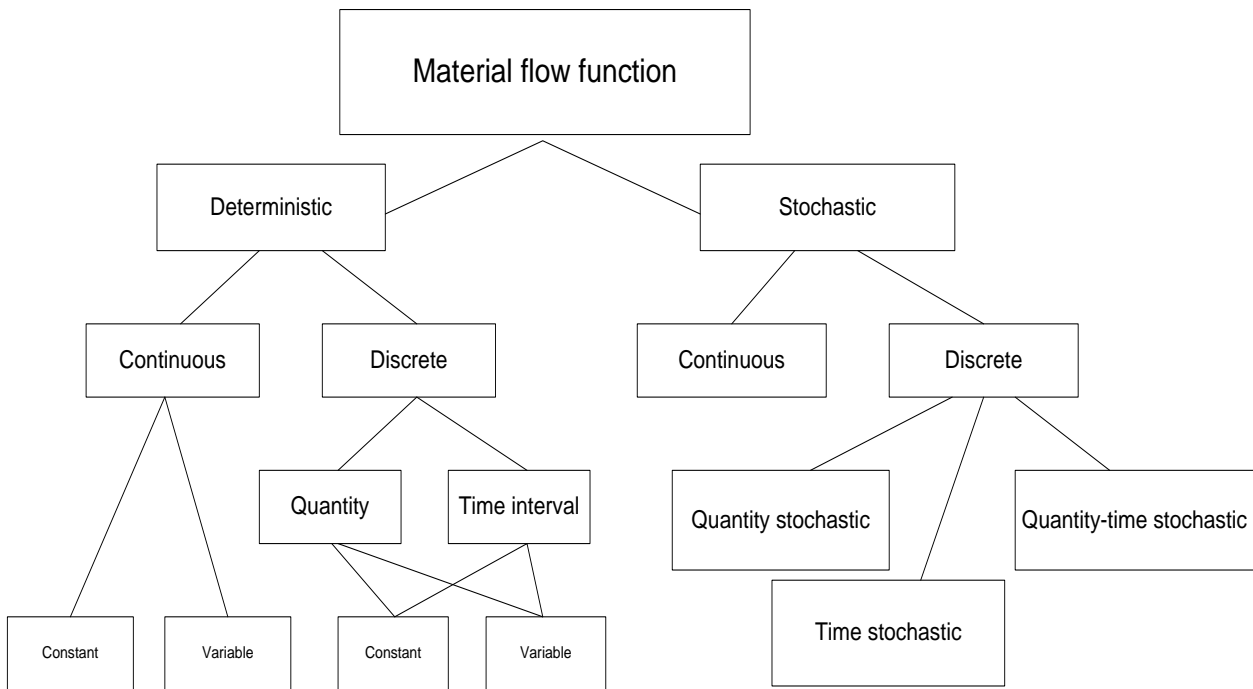 Material flow function
Deterministic
Stochastic
Continuous
Discrete
Continuous
Discrete
Quantity
Time interval
Quantity stochastic
Quantity-time stochastic
Time stochastic
Constant
Variable
Constant
Variable